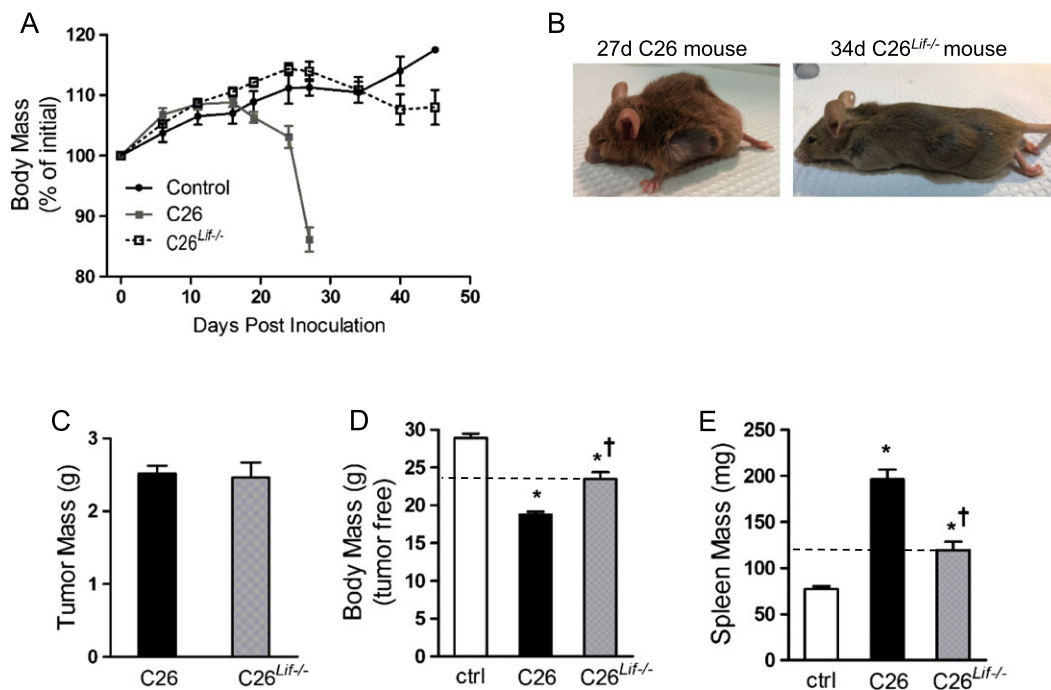 A
Body Mass
(% of initial)
120
110
100
90
80
Control
C26
C26Lif-/-
0 10 20 30 40 50
Days Post Inoculation
B
27d C26 mouse
34d C26Lif-/- mouse
C
Tumor Mass (g)
3
2
1
0
C26 C26Lif-/-
D
Body Mass (g)
(tumor free)
30
25
20
15
10
5
0
*
*†
ctrl C26 C26Lif-/-
E
Spleen Mass (mg)
250
200
150
100
50
0
*
*†
ctrl C26 C26Lif-/-